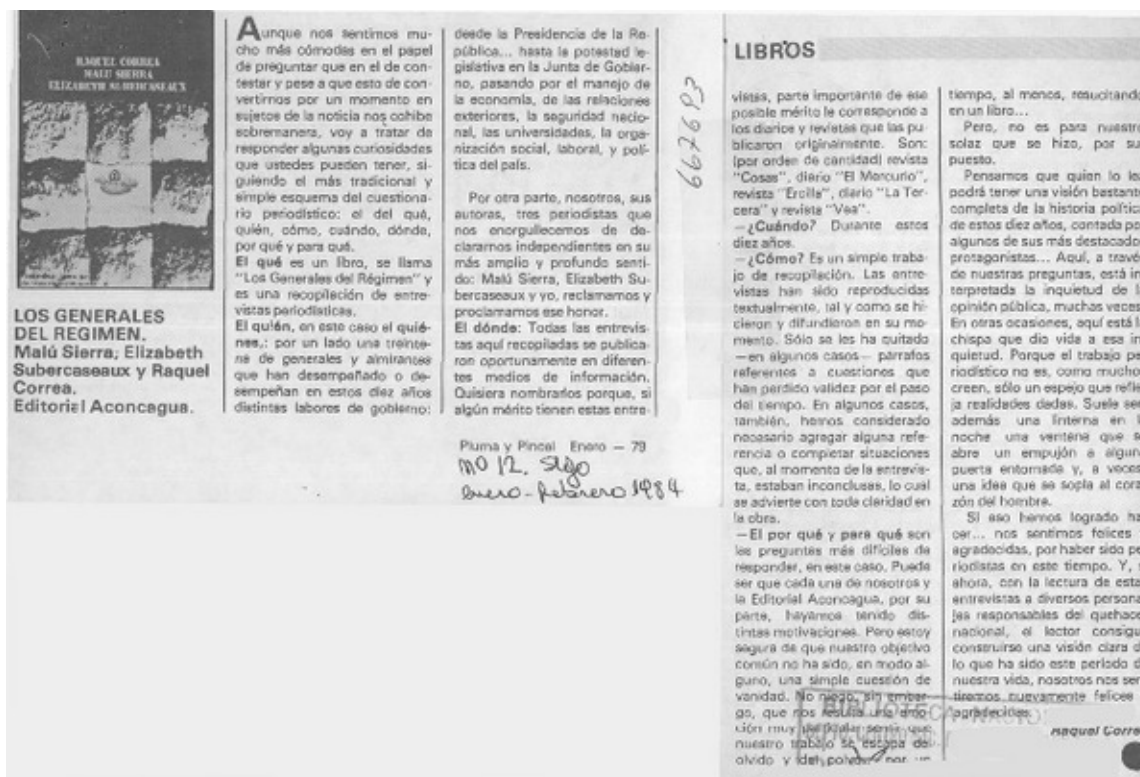 RAQUEL CORREA
MALU SIERRA
ELIZABETH SUBERCASEAUX
LOS GENERALES
DEL REGIMEN.
Malú Sierra, Elizabeth
Subercaseaux y Raquel
Correa.
Editorial Aconcagua.
Aunque nos sentimos mu-
cho más cómodas en el papel
de preguntar que en el de con-
testar y pese a que esto de con-
vertirnos por un momento en
sujetos de la noticia nos cohíbe
sobremanera, voy a tratar de
responder algunas curiosidades
que ustedes pueden tener, si-
guiendo el más tradicional y
simple esquema del cuestiona-
rio periodístico: el del qué,
quién, cómo, cuándo, dónde,
por qué y para qué.
El qué es un libro, se llama
"Los Generales del Régimen" y
es una recopilación de entre-
vistas periodísticas.
El quién, en este caso el quié-
nes,: por un lado una treinte-
na de generales y almirantes
que han desempeñado o de-
sempeñan en estos diez años
distintas labores de gobierno:
desde la Presidencia de la Re-
pública... hasta la potestad le-
gislativa en la Junta de Gobier-
no, pasando por el manejo de
la economía, de las relaciones
exteriores, la seguridad nacio-
nal, las universidades, la orga-
nización social, laboral, y polí-
tica del país.
Por otra parte, nosotros, sus
autoras, tres periodistas que
nos enorgullecemos de de-
clararnos independientes en su
más amplio y profundo senti-
do: Malú Sierra, Elizabeth Su-
bercaseaux y yo, reclamamos y
proclamamos ese honor.
El dónde: Todas las entrevis-
tas aquí recopiladas se publica-
ron oportunamente en diferen-
tes medios de información.
Quisiera nombrarlos porque, si
algún mérito tienen estas entre-
Pluma y Pincel Enero — 79
no 12. Stgo
enero-febrero 1984
667693
LIBROS
vistas, parte importante de ese
posible mérito le corresponde a
los diarios y revistas que las pu-
blicaron originalmente. Son:
(por orden de cantidad) revista
"Cosas", diario "El Mercurio",
revista "Ercilla", diario "La Ter-
cera" y revista "Vea".
—¿Cuándo? Durante estos
diez años.
—¿Cómo? Es un simple traba-
jo de recopilación. Las entre-
vistas han sido reproducidas
textualmente, tal y como se hi-
cieron y difundieron en su mo-
mento. Sólo se les ha quitado
—en algunos casos— párrafos
referentes a cuestiones que
han perdido validez por el paso
del tiempo. En algunos casos,
también, hemos considerado
necesario agregar alguna refe-
rencia o completar situaciones
que, al momento de la entrevis-
ta, estaban inconclusas, lo cual
se advierte con toda claridad en
la obra.
—El por qué y para qué son
las preguntas más difíciles de
responder, en este caso. Puede
ser que cada una de nosotros y
la Editorial Aconcagua, por su
parte, hayamos tenido dis-
tintas motivaciones. Pero estoy
segura de que nuestro objetivo
común no ha sido, en modo al-
guno, una simple cuestión de
vanidad. No niego, sin embar-
go, que nos resulta una emo-
ción muy particular sentir que
nuestro trabajo se escapa del
olvido y del polvo por un
tiempo, al menos, resucitando
en un libro...
Pero, no es para nuestro
solaz que se hizo, por su
puesto.
Pensamos que quien lo lea
podrá tener una visión bastante
completa de la historia política
de estos diez años, contada por
algunos de sus más destacados
protagonistas... Aquí, a través
de nuestras preguntas, está in
terpretada la inquietud de l
opinión pública, muchas veces
En otras ocasiones, aquí está l
chispa que dio vida a esa in
quietud. Porque el trabajo pe
riodístico no es, como mucho
creen, sólo un espejo que refle
ja realidades dadas. Suele ser
además una linterna en l
noche una ventana que s
abre un empujón a algun
puerta entornada y, a veces
una idea que se sopla al cora
zón del hombre.
Si eso hemos logrado ha
cer... nos sentimos felices
agradecidas, por haber sido pe
riodistas en este tiempo. Y, s
ahora, con la lectura de esta
entrevistas a diversos persona
jes responsables del quehace
nacional, el lector consigu
construirse una visión clara d
lo que ha sido este período d
nuestra vida, nosotros nos sen
tiremos nuevamente felices
agradecidas.
Raquel Corre
BIBLIOTECA NACIO